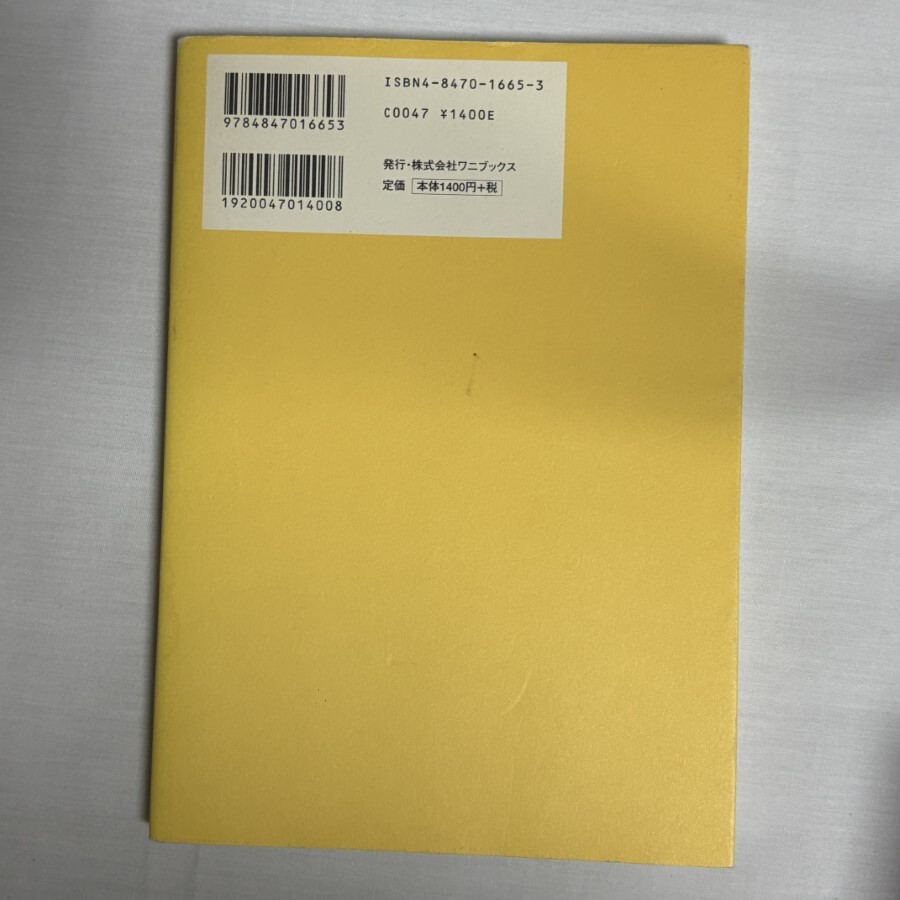 ISBN4-8470-1665-3
9784847016653
C0047 ¥1400E
発行・株式会社ワニブックス
定価 本体1400円+税
1920047014008